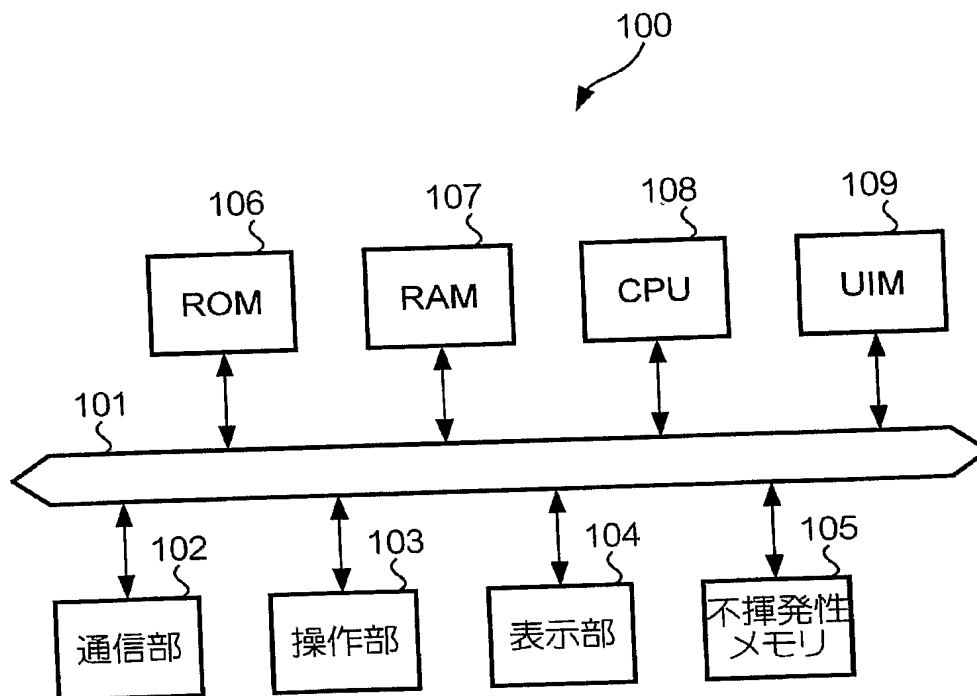 100
106
107
108
109
ROM
RAM
CPU
UIM
101
102
103
104
105
通信部
操作部
表示部
不揮発性
メモリ